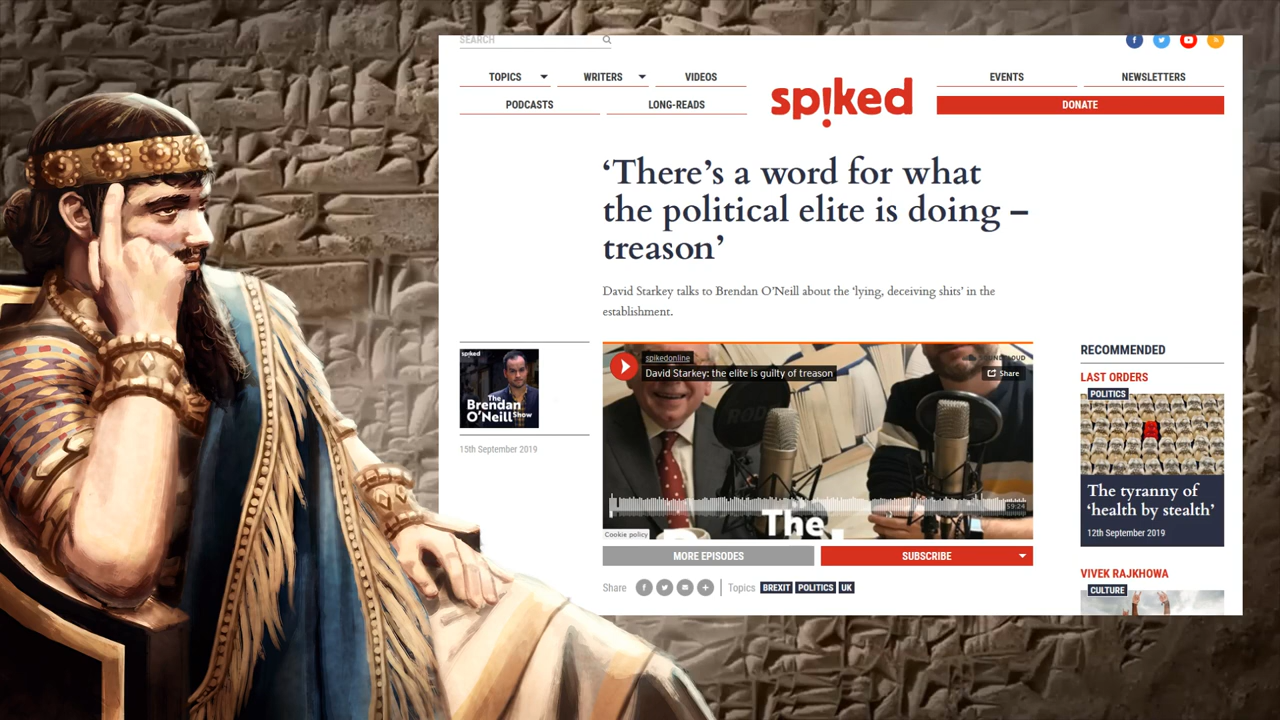 SEARCH
TOPICS
WRITERS
VIDEOS
PODCASTS
LONG-READS
spiked
EVENTS
NEWSLETTERS
DONATE
‘There’s a word for what
the political elite is doing –
treason’
David Starkey talks to Brendan O’Neill about the ‘lying, deceiving shits’ in the
establishment.
spiked
The
Brendan
O’Neill Show
15th September 2019
spikedonline
David Starkey: the elite is guilty of treason
SOUNDCLOUD
Share
RØDE
59:24
The
Cookie policy
MORE EPISODES
SUBSCRIBE
Share
Topics
BREXIT
POLITICS
UK
RECOMMENDED
LAST ORDERS
POLITICS
The tyranny of
‘health by stealth’
12th September 2019
VIVEK RAJKHOWA
CULTURE